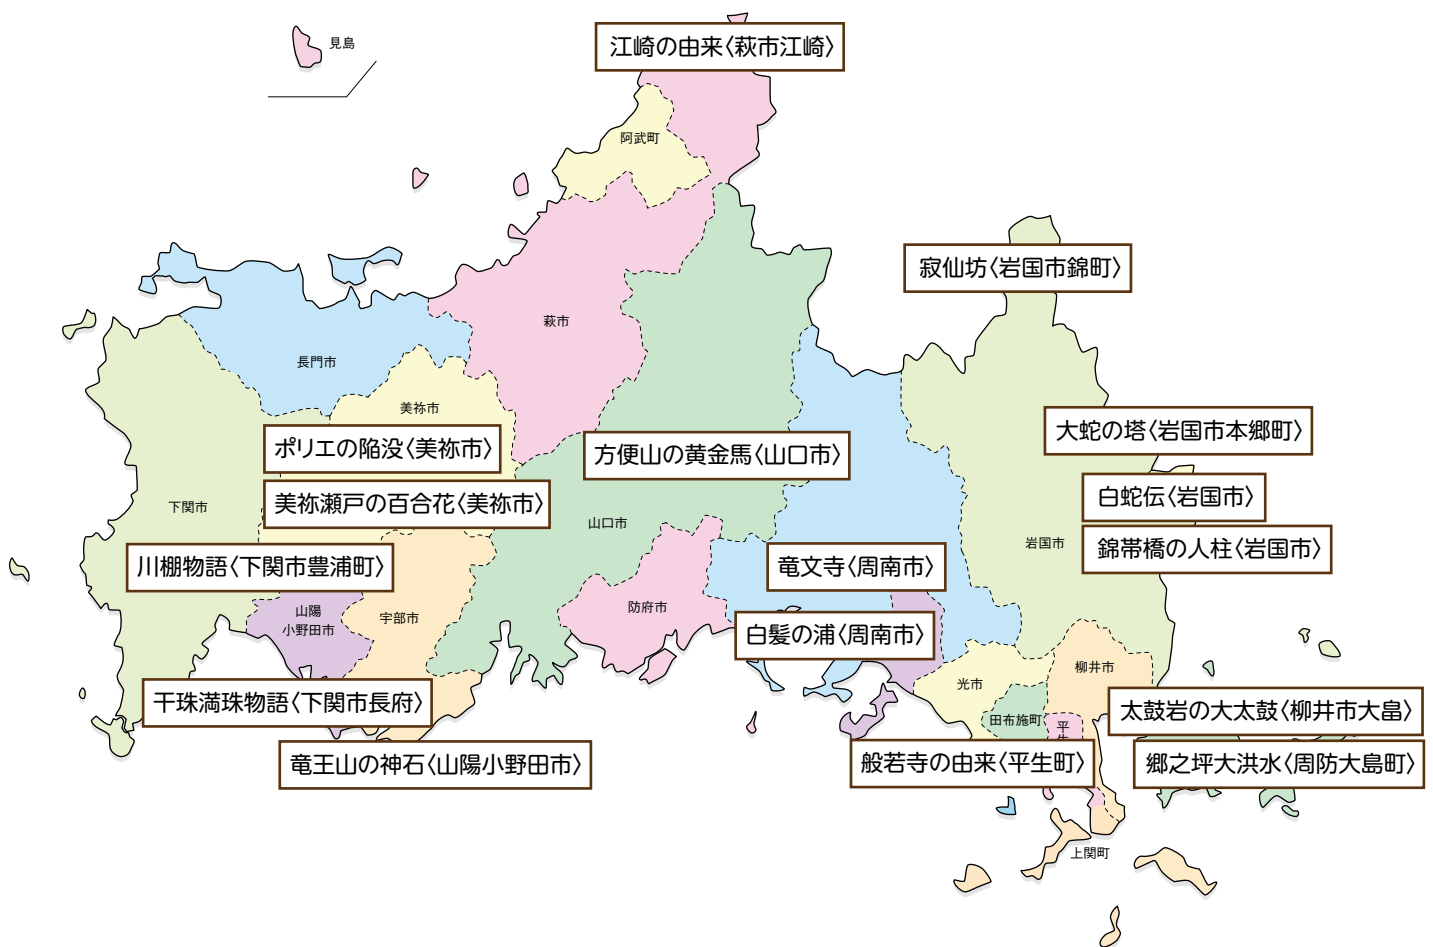 見島
江崎の由来〈萩市江崎〉
阿武町
寂仙坊〈岩国市錦町〉
萩市
長門市
美祢市
大蛇の塔〈岩国市本郷町〉
ポリエの陥没〈美祢市〉
方便山の黄金馬〈山口市〉
白蛇伝〈岩国市〉
美祢瀬戸の百合花〈美祢市〉
下関市
山口市
岩国市
錦帯橋の人柱〈岩国市〉
川棚物語〈下関市豊浦町〉
竜文寺〈周南市〉
山陽
小野田市
宇部市
防府市
白髪の浦〈周南市〉
柳井市
光市
干珠満珠物語〈下関市長府〉
太鼓岩の大太鼓〈柳井市大畠〉
田布施町
平
生
竜王山の神石〈山陽小野田市〉
般若寺の由来〈平生町〉
郷之坪大洪水〈周防大島町〉
上関町